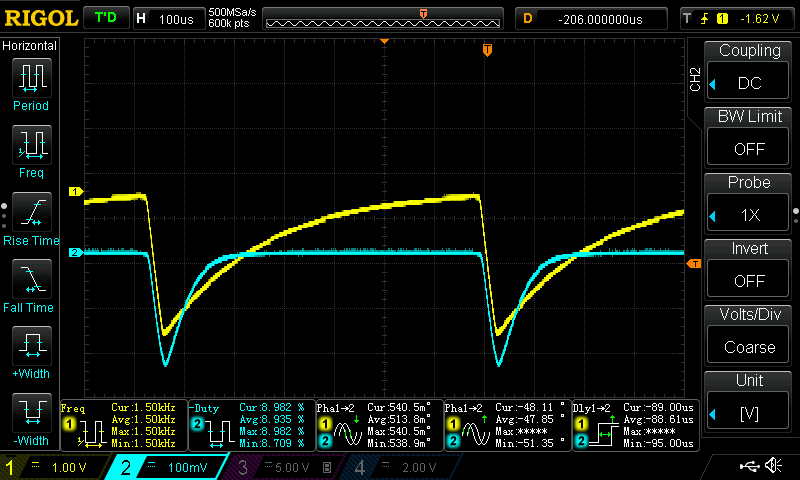 RIGOL T'D H 100us 500MSa/s D -206.000000us T 1 -1.62 V
600k pts
T
Horizontal
Period
Freq
Rise Time
Fall Time
+Width
-Width
T
1
2
T
CH2
Coupling
DC
BW Limit
OFF
Probe
1X
Invert
OFF
Volts/Div
Coarse
Unit
[V]
Freq Cur:1.50kHz
1 Avg:1.50kHz
Max:1.50kHz
Min:1.50kHz
-Duty Cur:8.982 %
2 Avg:8.935 %
Max:8.982 %
Min:8.709 %
Pha1→2 Cur:540.5m°
1 Avg:513.8m°
2 Max:540.5m°
Min:538.9m°
Pha1→2 Cur:-48.11 °
1 Avg:-47.85 °
2 Max:*****
Min:-51.35 °
Dly1→2 Cur:-89.00us
1 Avg:-88.61us
2 Max:*****
Min:-95.00us
1 1.00 V
2 100mV
3 5.00 V B
4 2.00 V